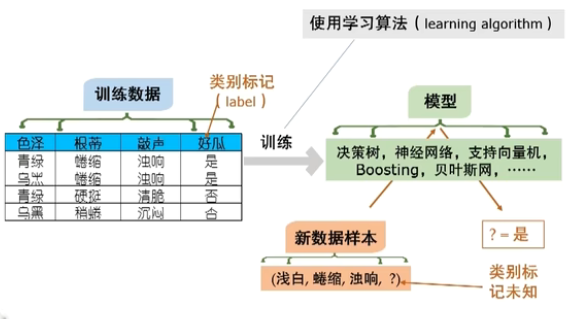 使用学习算法（learning algorithm）
训练数据
类别标记
（label）
模型
色泽 根蒂 敲声 好瓜
青绿 蜷缩 浊响 是
乌黑 蜷缩 浊响 是
青绿 硬挺 清脆 否
乌黑 稍蜷 沉闷 否
训练
决策树，神经网络，支持向量机，
Boosting，贝叶斯网，……
新数据样本
(浅白, 蜷缩, 浊响, ?)
?=是
类别标
记未知